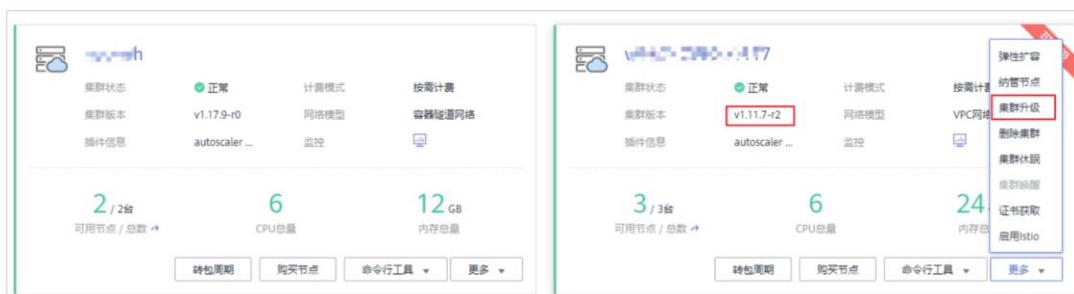 集群状态 正常 计费模式 按需计费
集群版本 v1.17.9-r0 网络模型 容器隧道网络
插件信息 autoscaler ... 监控
2 / 2台 6 12 GB
可用节点 / 总数 CPU总量 内存总量
转包周期 购买节点 命令行工具 更多
集群状态 正常 计费模式 按需计费
集群版本 v1.11.7-r2 网络模型 VPC网络
插件信息 autoscaler ... 监控
3 / 3台 6 24
可用节点 / 总数 CPU总量 内存总
转包周期 购买节点 命令行工具 更多
弹性扩容
纳管节点
集群升级
删除集群
集群休眠
集群唤醒
证书获取
启用Istio